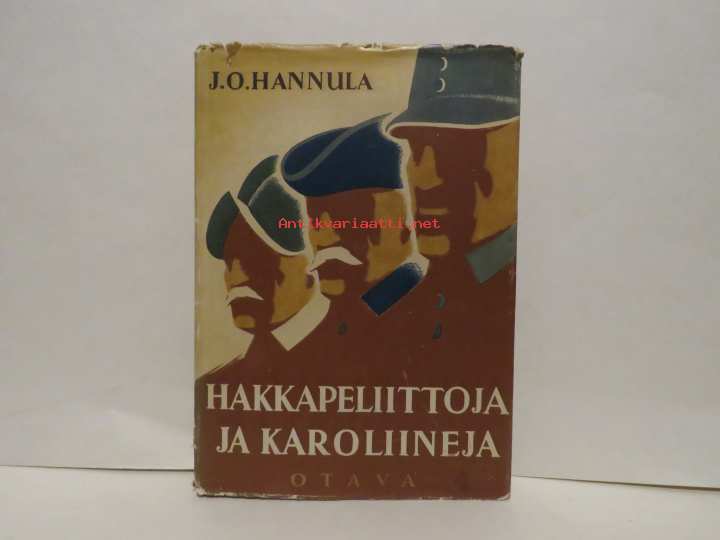 J.O.HANNULA
Antikvariaatti.net
HAKKAPELIITTOJA
JA KAROLIINEJA
OTAVA